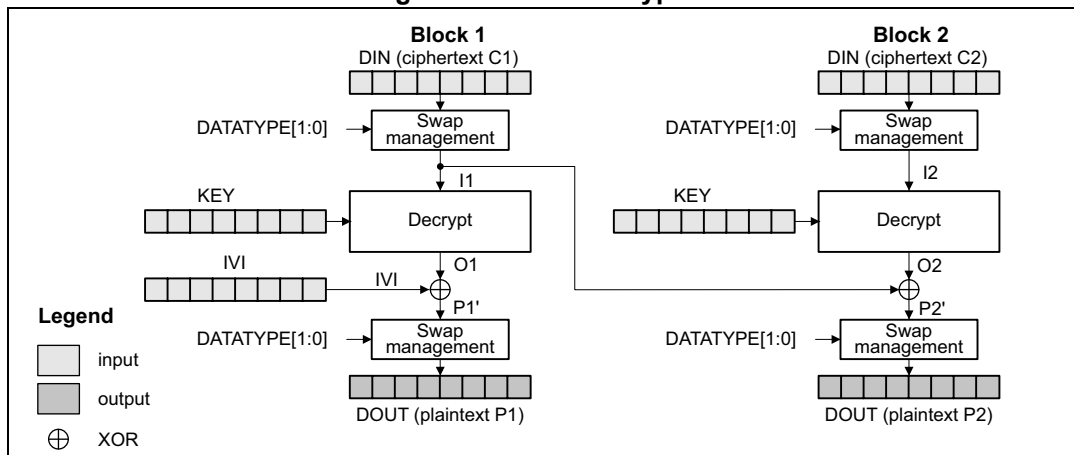 Block 1
DIN (ciphertext C1)
DATATYPE[1:0]
Swap
management
I1
KEY
Decrypt
IVI
IVI
O1
P1'
DATATYPE[1:0]
Swap
management
DOUT (plaintext P1)
Block 2
DIN (ciphertext C2)
DATATYPE[1:0]
Swap
management
I2
KEY
Decrypt
O2
P2'
DATATYPE[1:0]
Swap
management
DOUT (plaintext P2)
Legend
input
output
XOR